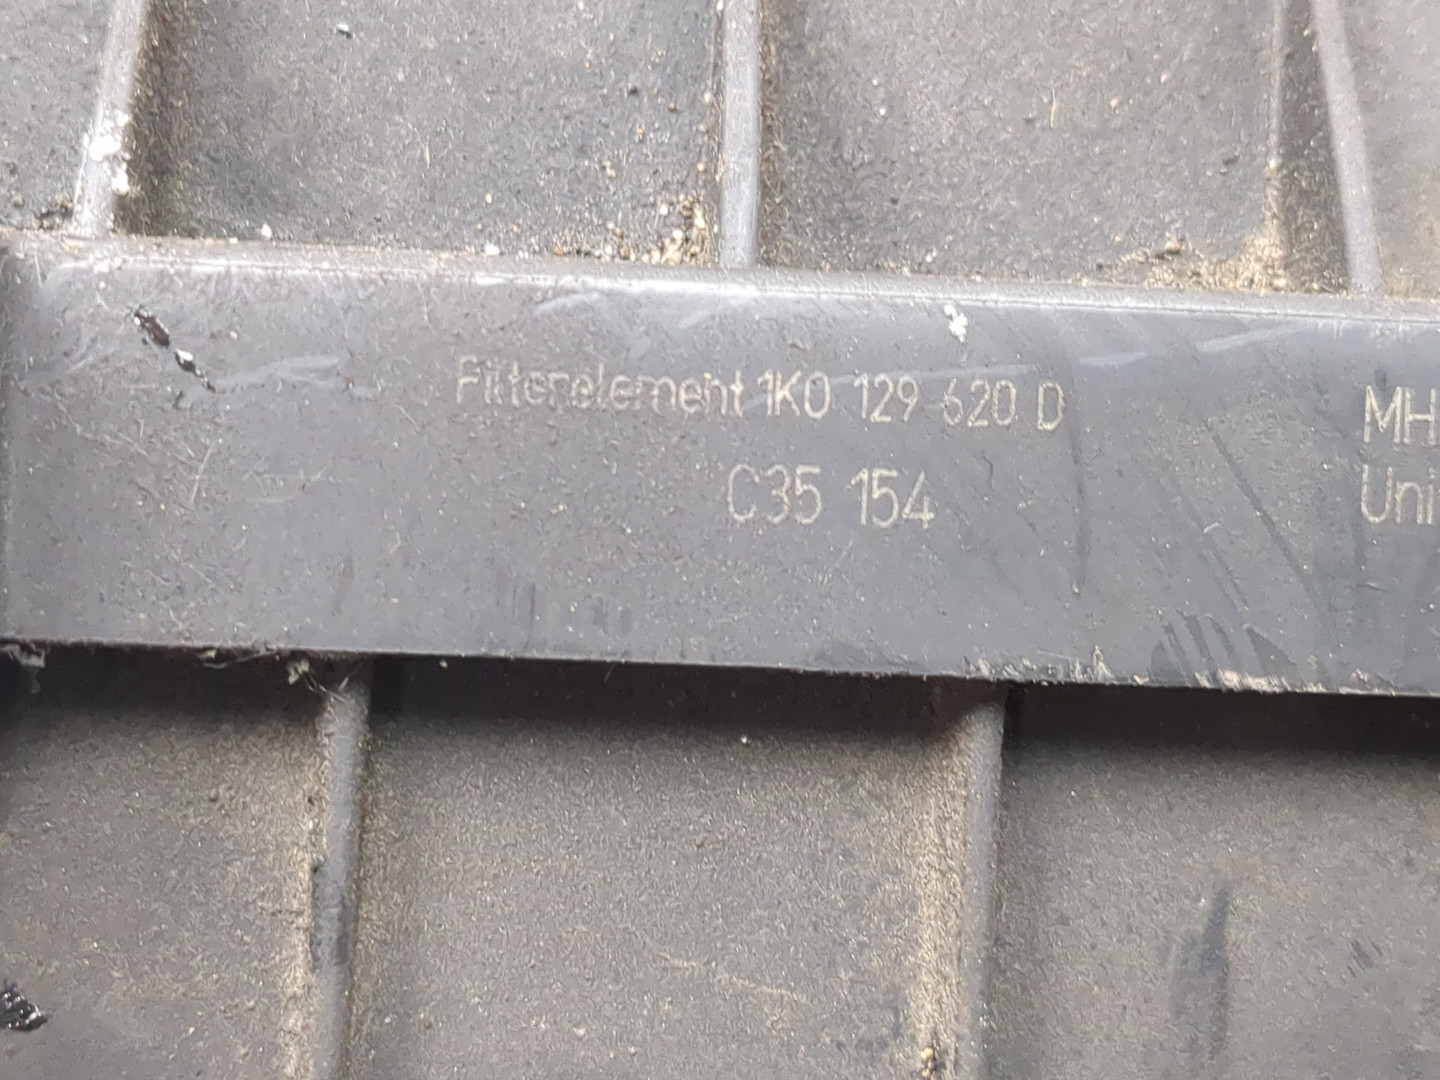 Filterelement 1K0 129 620 D
C35 154
MH
Uni